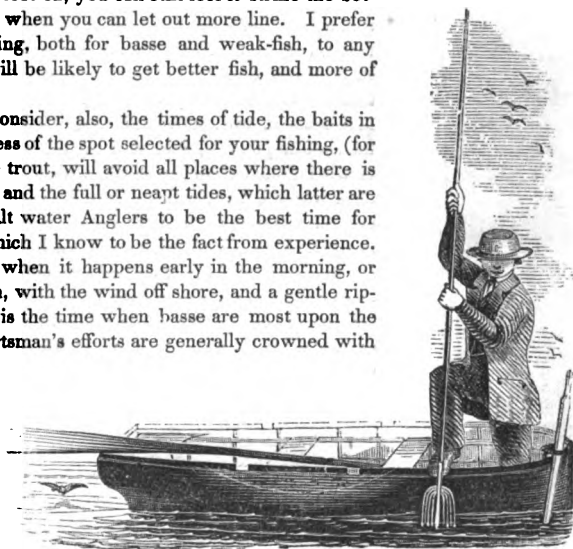 when you can let out more line. I prefer
ing, both for basse and weak-fish, to any
ill be likely to get better fish, and more of
onsider, also, the times of tide, the baits in
ess of the spot selected for your fishing, (for
trout, will avoid all places where there is
and the full or neapt tides, which latter are
lt water Anglers to be the best time for
hich I know to be the fact from experience.
when it happens early in the morning, or
, with the wind off shore, and a gentle rip-
is the time when basse are most upon the
tsman's efforts are generally crowned with